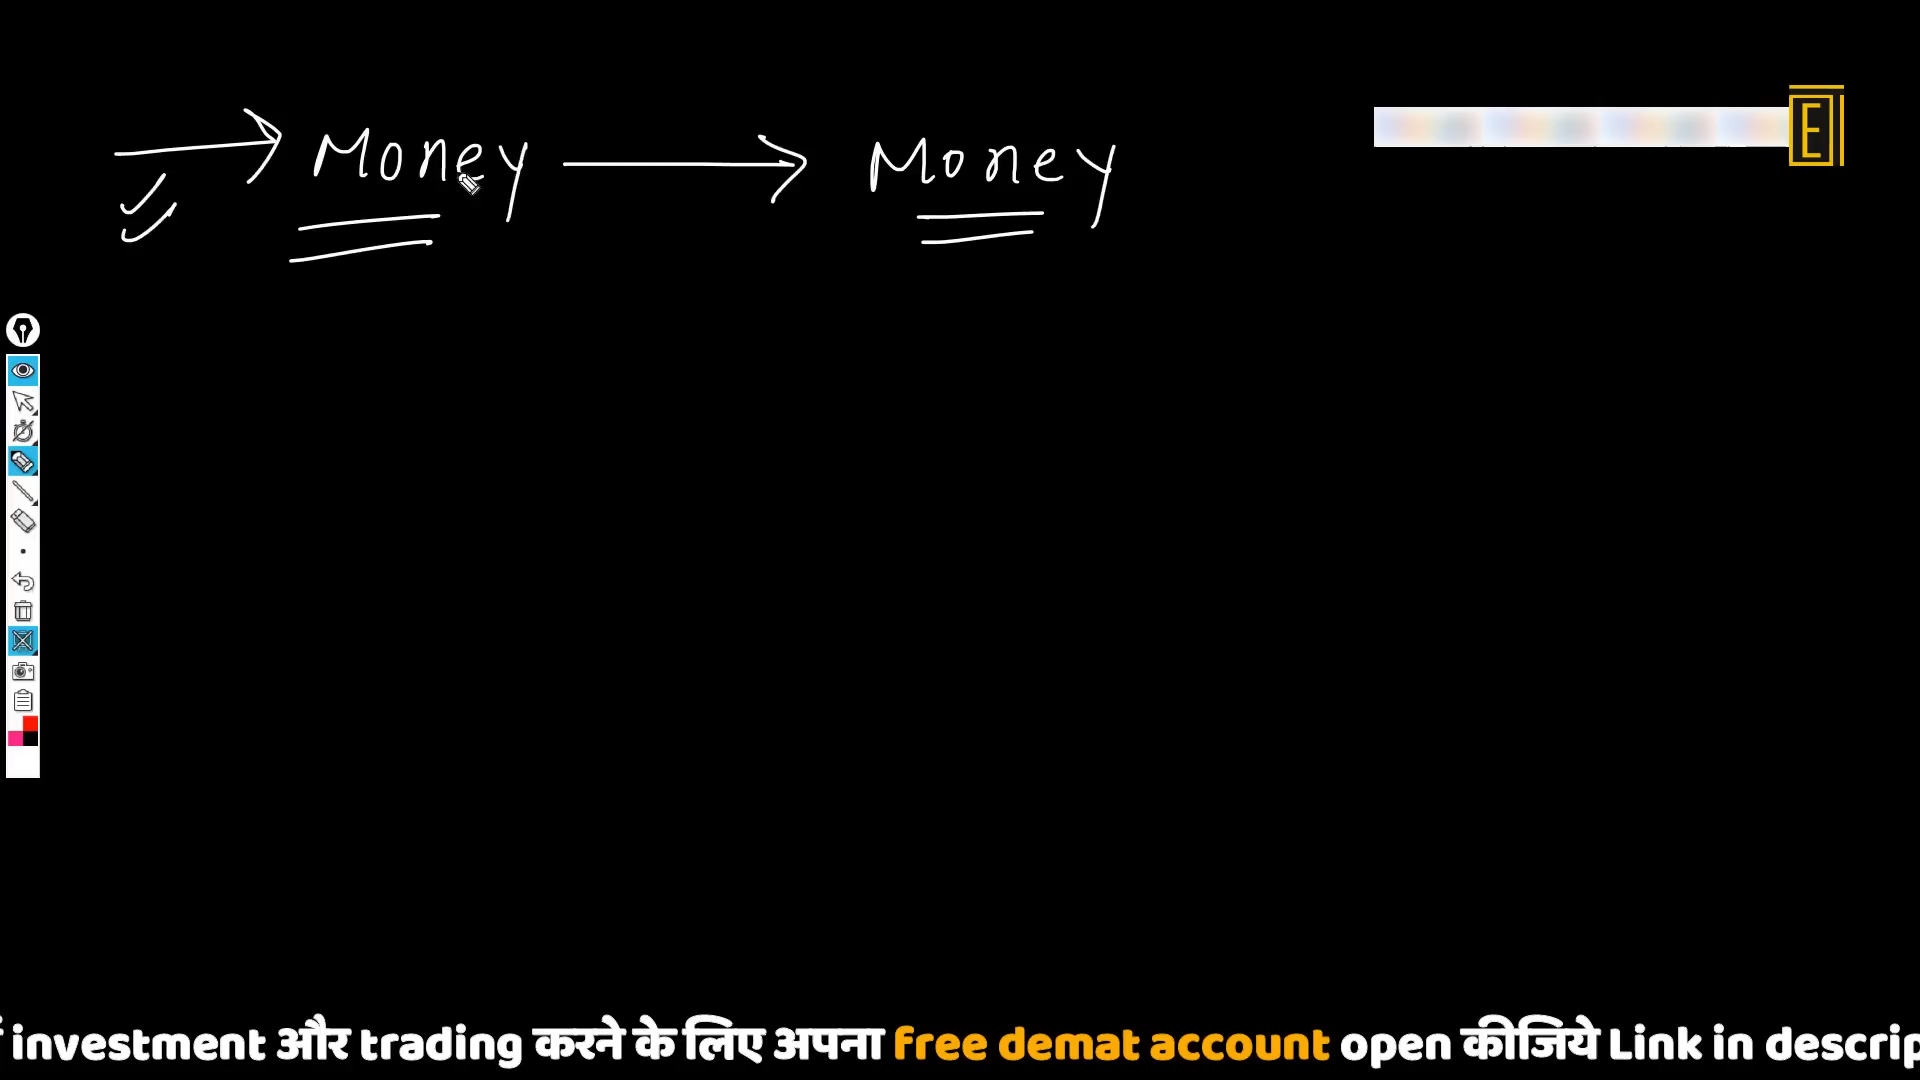 Money → Money
E
investment और trading करने के लिए अपना free demat account open कीजिये Link in descrip